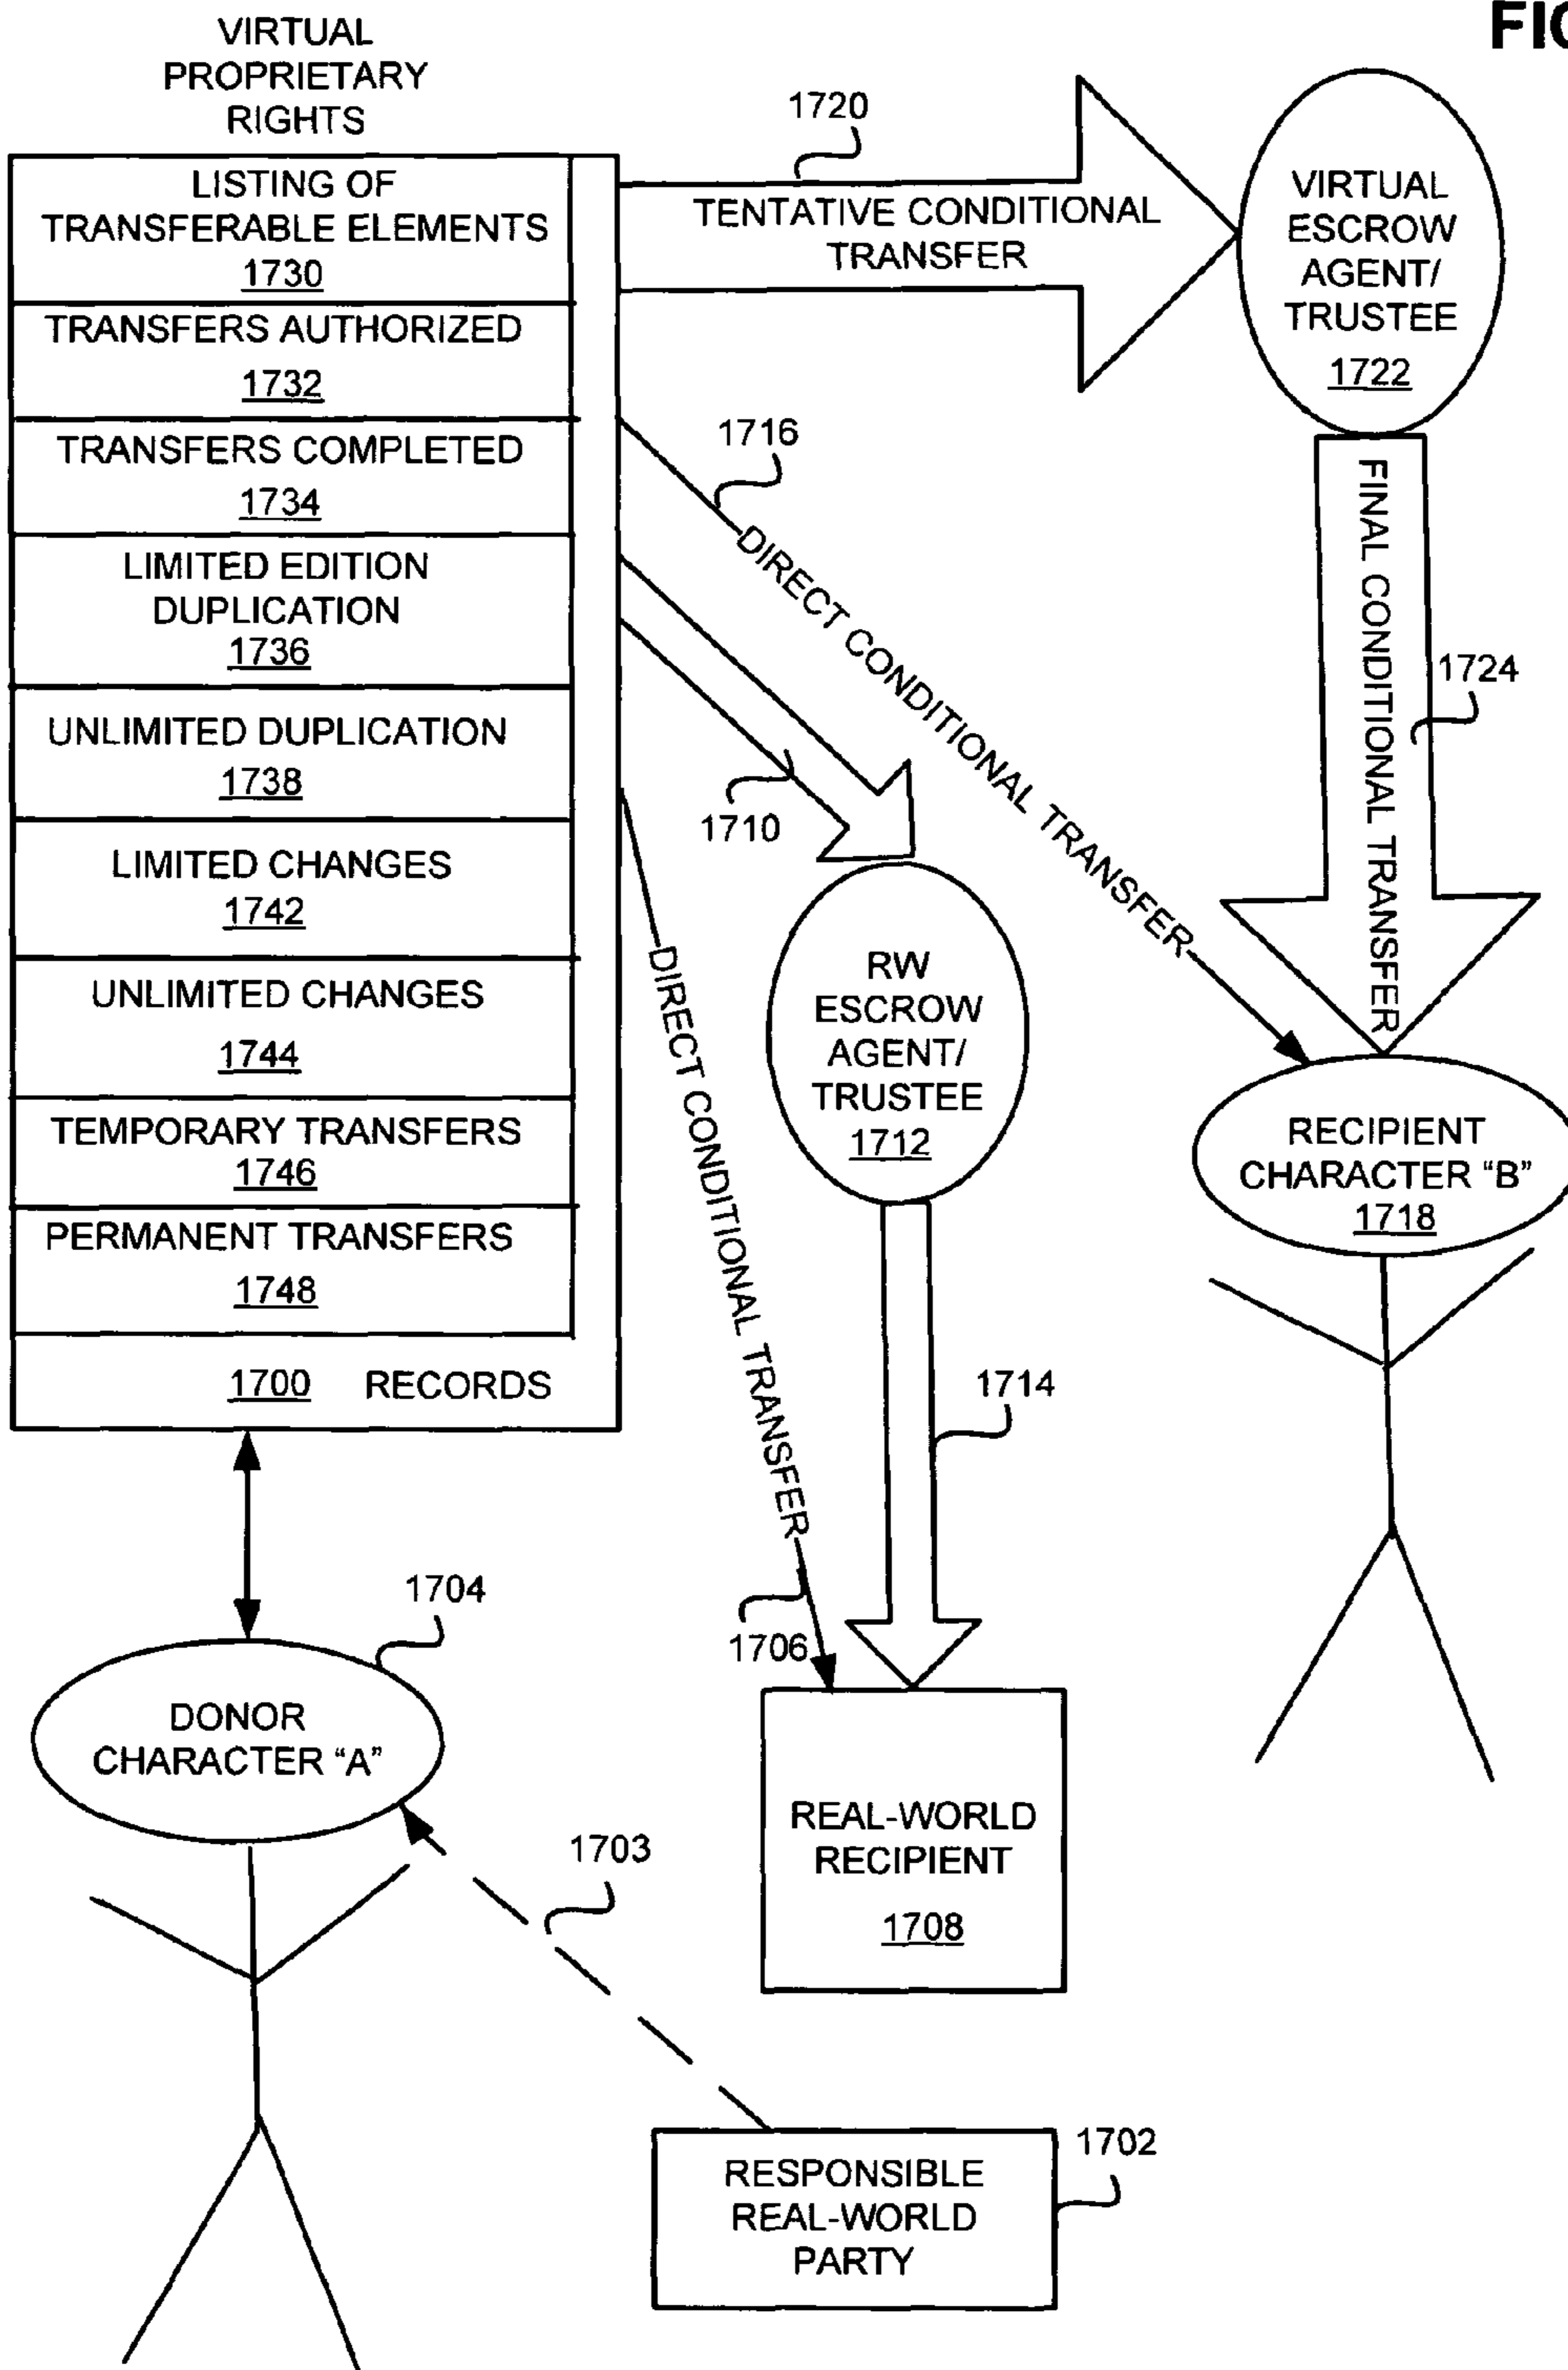 FIG
VIRTUAL
PROPRIETARY
RIGHTS
LISTING OF
TRANSFERABLE ELEMENTS
1730
TRANSFERS AUTHORIZED
1732
TRANSFERS COMPLETED
1734
LIMITED EDITION
DUPLICATION
1736
UNLIMITED DUPLICATION
1738
LIMITED CHANGES
1742
UNLIMITED CHANGES
1744
TEMPORARY TRANSFERS
1746
PERMANENT TRANSFERS
1748
1700 RECORDS
1720
TENTATIVE CONDITIONAL
TRANSFER
VIRTUAL
ESCROW
AGENT/
TRUSTEE
1722
1716
DIRECT CONDITIONAL TRANSFER
FINAL CONDITIONAL TRANSFER
1724
1710
RW
ESCROW
AGENT/
TRUSTEE
1712
DIRECT CONDITIONAL TRANSFER
RECIPIENT
CHARACTER “B”
1718
1714
1704
1706
DONOR
CHARACTER “A”
REAL-WORLD
RECIPIENT
1708
1703
1702
RESPONSIBLE
REAL-WORLD
PARTY